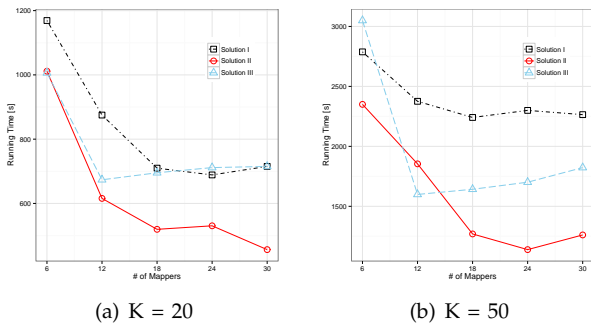 1200
1000
800
600
Running Time [s]
Solution I
Solution II
Solution III
6 12 18 24 30
# of Mappers
(a) K = 20
3000
2500
2000
1500
Running Time [s]
Solution I
Solution II
Solution III
6 12 18 24 30
# of Mappers
(b) K = 50